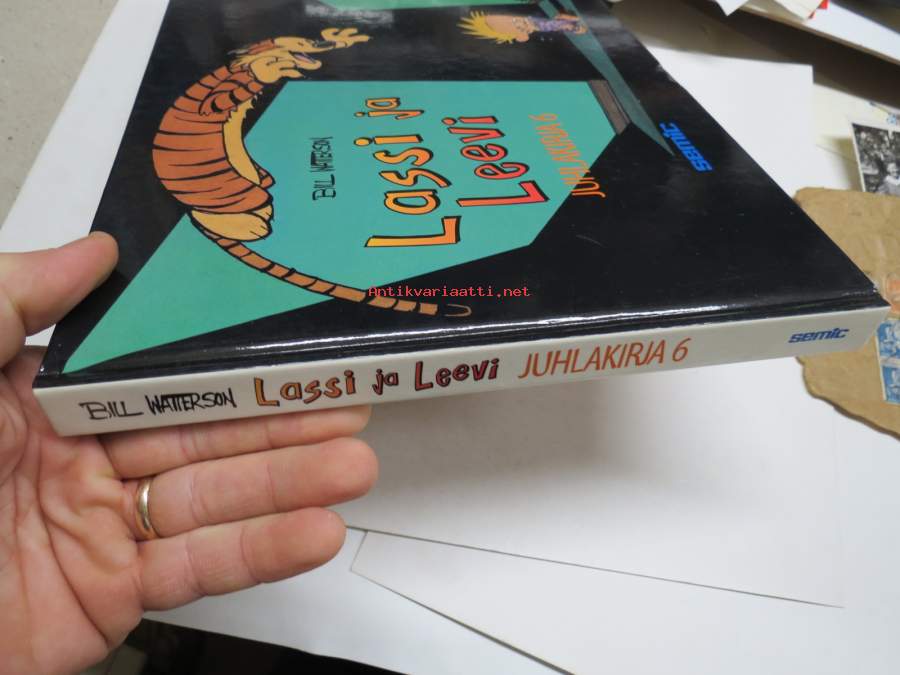 BILL WATTERSON
Lassi ja
Leevi
JUHLAKIRJA 6
semic
Antikvariaatti.net
BILL WATTERSON Lassi ja Leevi JUHLAKIRJA 6 semic